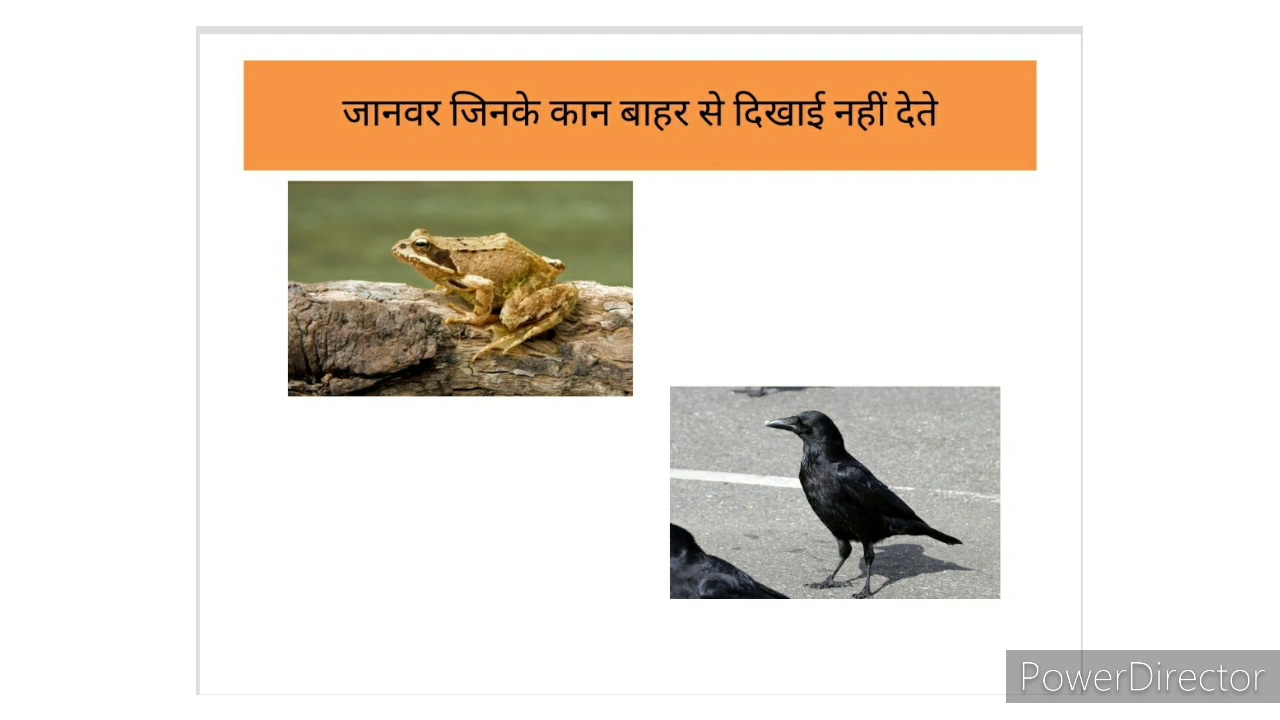 जानवर जिनके कान बाहर से दिखाई नहीं देते
PowerDirector